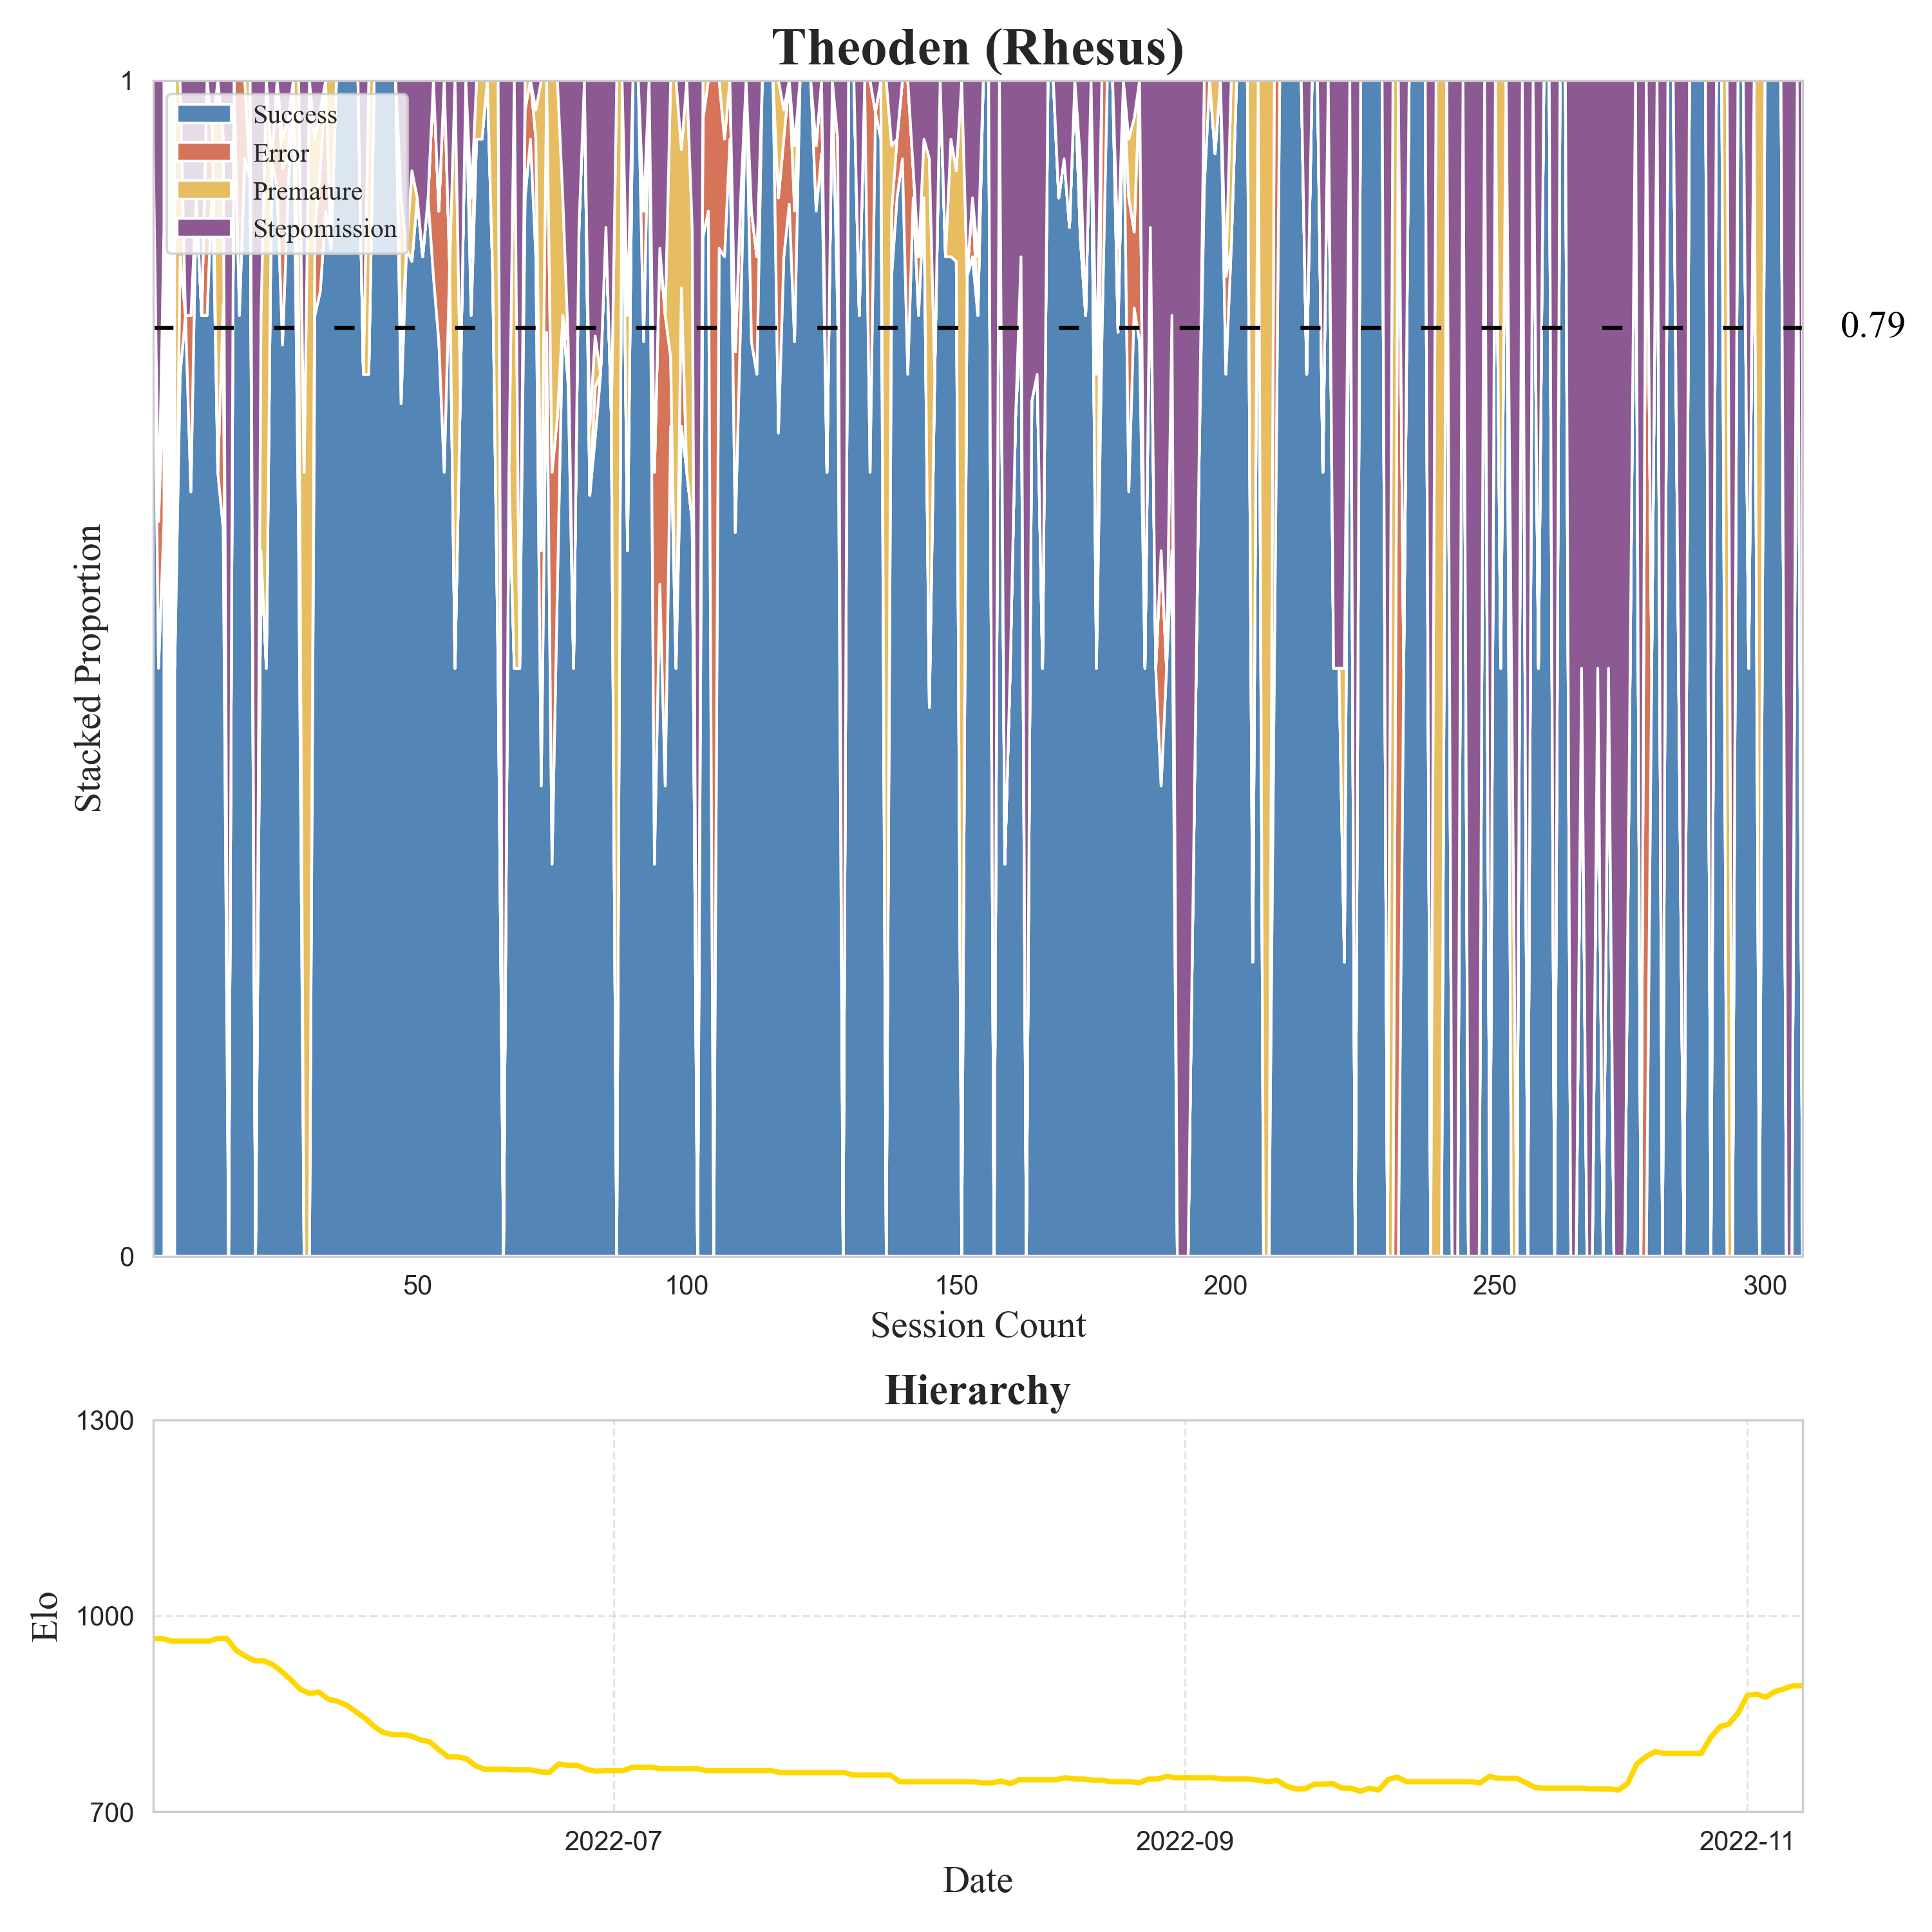 Theoden (Rhesus)
1
Success
Error
Premature
Stepomission
0.79
Stacked Proportion
0
50 100 150 200 250 300
Session Count
Hierarchy
1300
1000
700
Elo
2022-07 2022-09 2022-11
Date